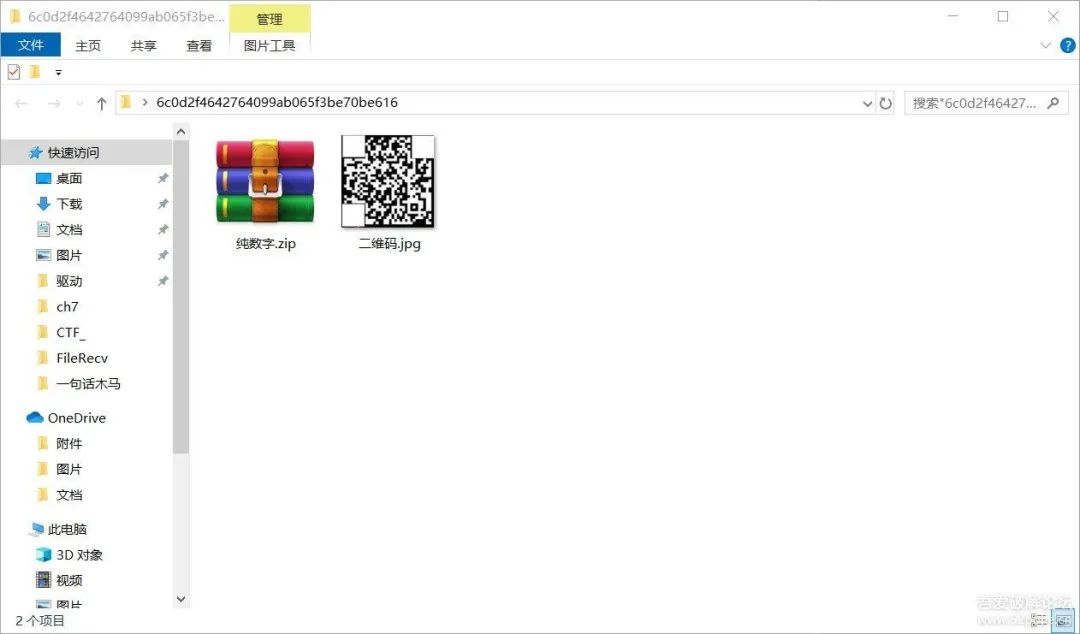 6c0d2f4642764099ab065f3be...
管理
文件
主页
共享
查看
图片工具
6c0d2f4642764099ab065f3be70be616
搜索"6c0d2f46427...
快速访问
桌面
下载
文档
图片
驱动
ch7
CTF_
FileRecv
一句话木马
OneDrive
附件
图片
文档
此电脑
3D 对象
视频
图片
纯数字.zip
二维码.jpg
2 个项目
吾爱破解论坛